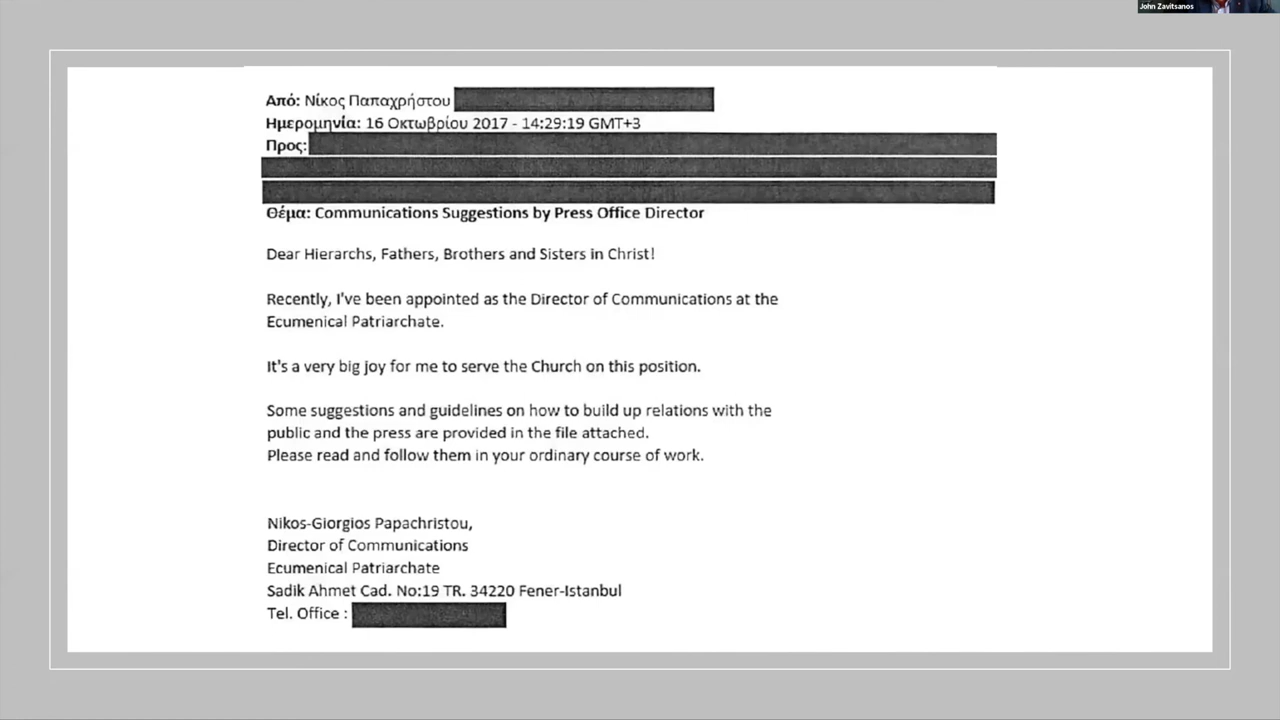 John Zavitsanos
Από: Νίκος Παπαχρήστου
Ημερομηνία: 16 Οκτωβρίου 2017 - 14:29:19 GMT+3
Προς:
Θέμα: Communications Suggestions by Press Office Director
Dear Hierarchs, Fathers, Brothers and Sisters in Christ!
Recently, I've been appointed as the Director of Communications at the
Ecumenical Patriarchate.
It's a very big joy for me to serve the Church on this position.
Some suggestions and guidelines on how to build up relations with the
public and the press are provided in the file attached.
Please read and follow them in your ordinary course of work.
Nikos-Giorgios Papachristou,
Director of Communications
Ecumenical Patriarchate
Sadik Ahmet Cad. No:19 TR. 34220 Fener-Istanbul
Tel. Office :